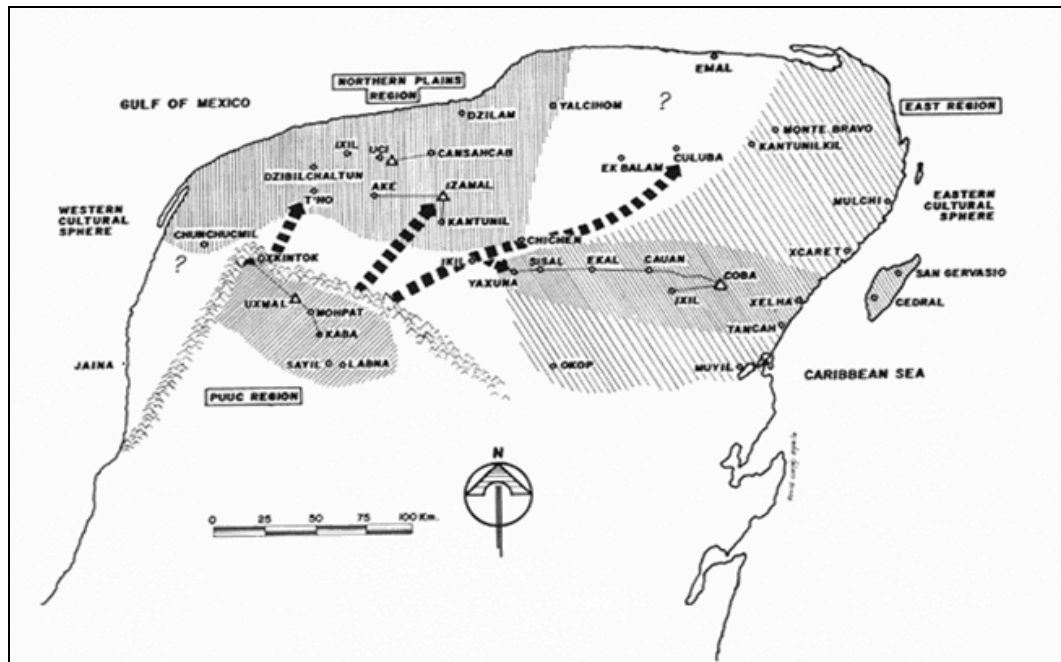 EMAL
NORTHERN PLAINS
REGION
GULF OF MEXICO
?
YALCIHOM
EAST REGION
DZILAM
MONTE BRAVO
KANTUNILKIL
IXIL
UCI
CANSAHCAB
CULUBA
EK BALAM
DZIBILCHALTUN
AKE
IZAMAL
T'HO
EASTERN
CULTURAL
SPHERE
WESTERN
CULTURAL
SPHERE
MULCHI
KANTUNIL
CHUNCHUCMIL
CHICHEN
XCARET
?
OXKINTOK
IKIL
SISAL
EKAL
CAUAN
COBA
SAN GERVASIO
YAXUNA
IXIL
CEDRAL
UXMAL
MOHPAT
XELHA
KABA
TANCAH
JAINA
SAYIL
LABNA
OKOP
MUYIL
CARIBBEAN SEA
PUUC REGION
N
0 25 50 75 100 Km.